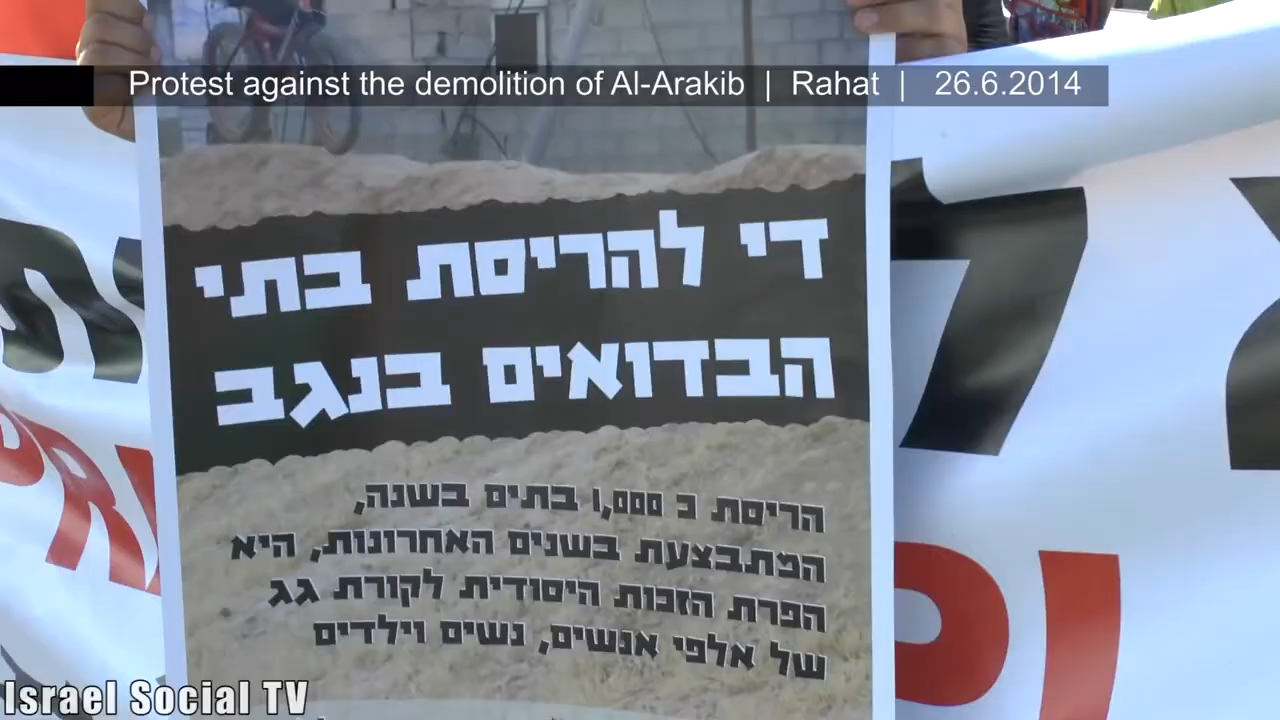 Protest against the demolition of Al-Arakib | Rahat | 26.6.2014
די להריסת בתי
הבדואים בנגב
הריסת כ 1,000 בתים בשנה,
המתבצעת בשנים האחרונות, היא
הפרת הזכות היסודית לקורת גג
של אלפי אנשים, נשים וילדים
Israel Social TV